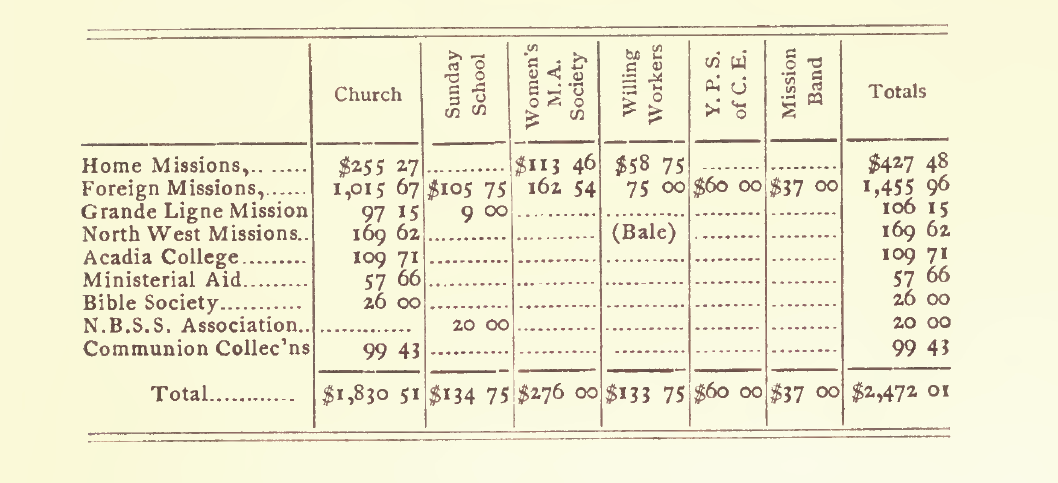 Church Sunday School Women's M.A. Society Willing Workers Y. P. S. of C. E. Mission Band Totals
Home Missions,.. ...... $255 27 .......... $113 46 $58 75 .......... .......... $427 48
Foreign Missions,...... 1,015 67 $105 75 162 54 75 00 $60 00 $37 00 1,455 96
Grande Ligne Mission 97 15 9 00 .......... .......... .......... .......... 106 15
North West Missions.. 169 62 .......... .......... (Bale) .......... .......... 169 62
Acadia College......... 109 71 .......... .......... .......... .......... .......... 109 71
Ministerial Aid......... 57 66 .......... .......... .......... .......... .......... 57 66
Bible Society........... 26 00 .......... .......... .......... .......... .......... 26 00
N.B.S.S. Association.. ............ 20 00 .......... .......... .......... .......... 20 00
Communion Collec'ns 99 43 .......... .......... .......... .......... .......... 99 43
Total............ $1,830 51 $134 75 $276 00 $133 75 $60 00 $37 00 $2,472 01